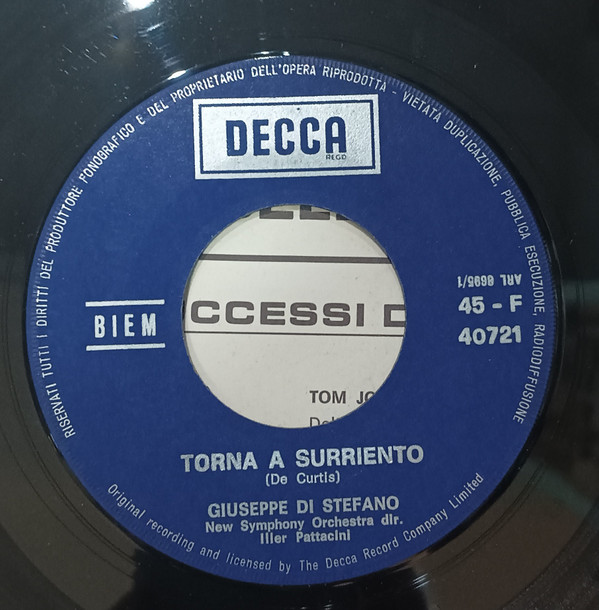 RISERVATI TUTTI I DIRITTI DEL PRODUTTORE FONOGRAFICO E DEL PROPRIETARIO DELL'OPERA RIPRODOTTA - VIETATA DUPLICAZIONE, PUBBLICA ESECUZIONE, RADIODIFFUSIONE
DECCA
REGD
ARL 8695/1
45 - F
40721
BIEM
CCESSI D
TOM JO
TORNA A SURRIENTO
(De Curtis)
GIUSEPPE DI STEFANO
New Symphony Orchestra dir.
Iller Pattacini
Original recording and licensed by The Decca Record Company Limited